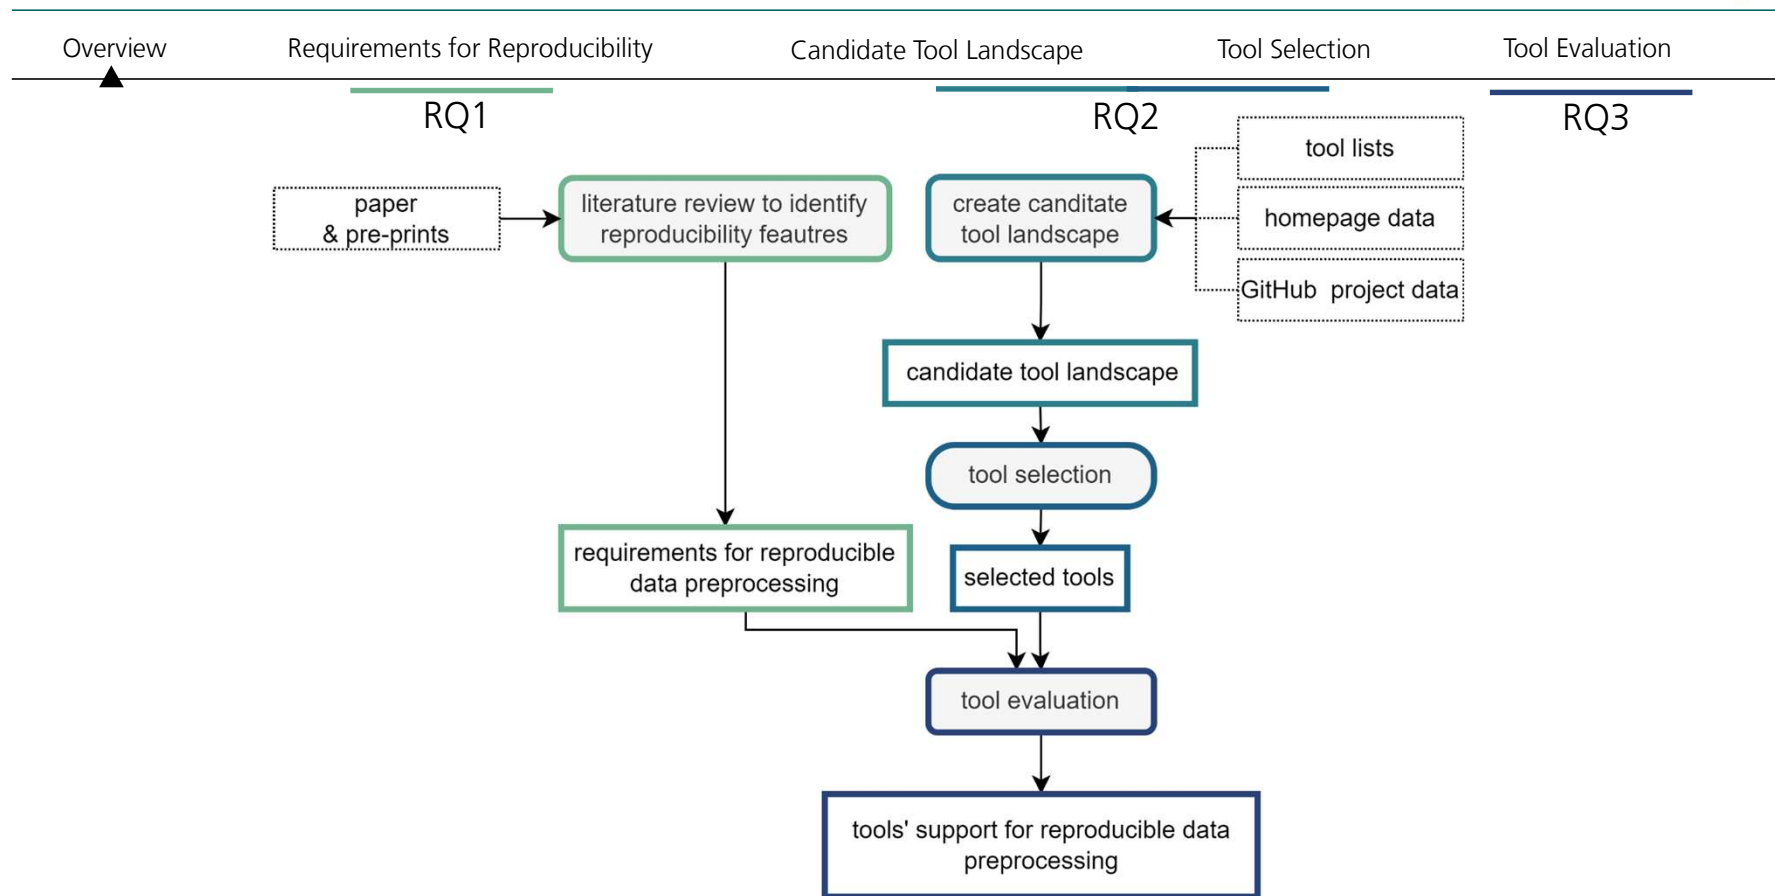 Overview
Requirements for Reproducibility
Candidate Tool Landscape
Tool Selection
Tool Evaluation
RQ1
RQ2
RQ3
paper
& pre-prints
literature review to identify
reproducibility feautres
create canditate
tool landscape
tool lists
homepage data
GitHub project data
candidate tool landscape
tool selection
requirements for reproducible
data preprocessing
selected tools
tool evaluation
tools' support for reproducible data
preprocessing